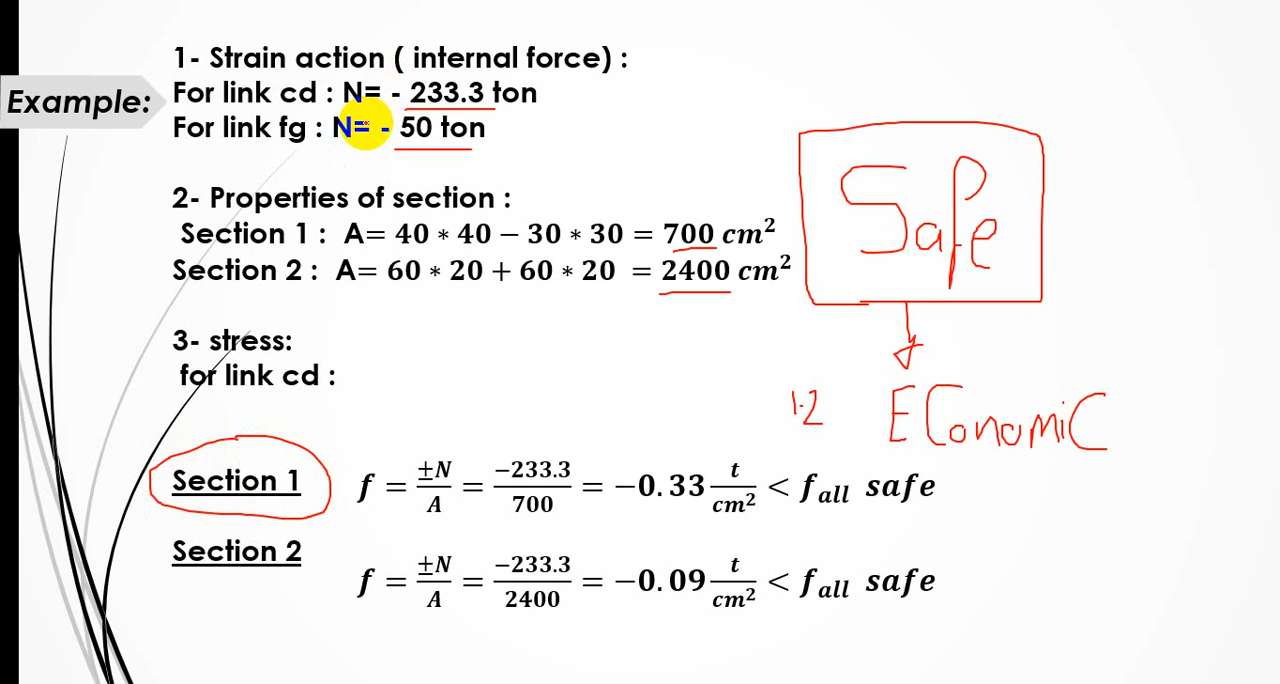 Example:
1- Strain action ( internal force) :
For link cd : N= - 233.3 ton
For link fg : N= - 50 ton
2- Properties of section :
Section 1 : A= 40 ∗ 40 − 30 ∗ 30 = 700 cm²
Section 2 : A= 60 ∗ 20 + 60 ∗ 20 = 2400 cm²
Safe
3- stress:
for link cd :
1.2 EConomiC
Section 1 f = ±N/A = −233.3/700 = −0.33 t/cm² < f_all safe
Section 2 f = ±N/A = −233.3/2400 = −0.09 t/cm² < f_all safe